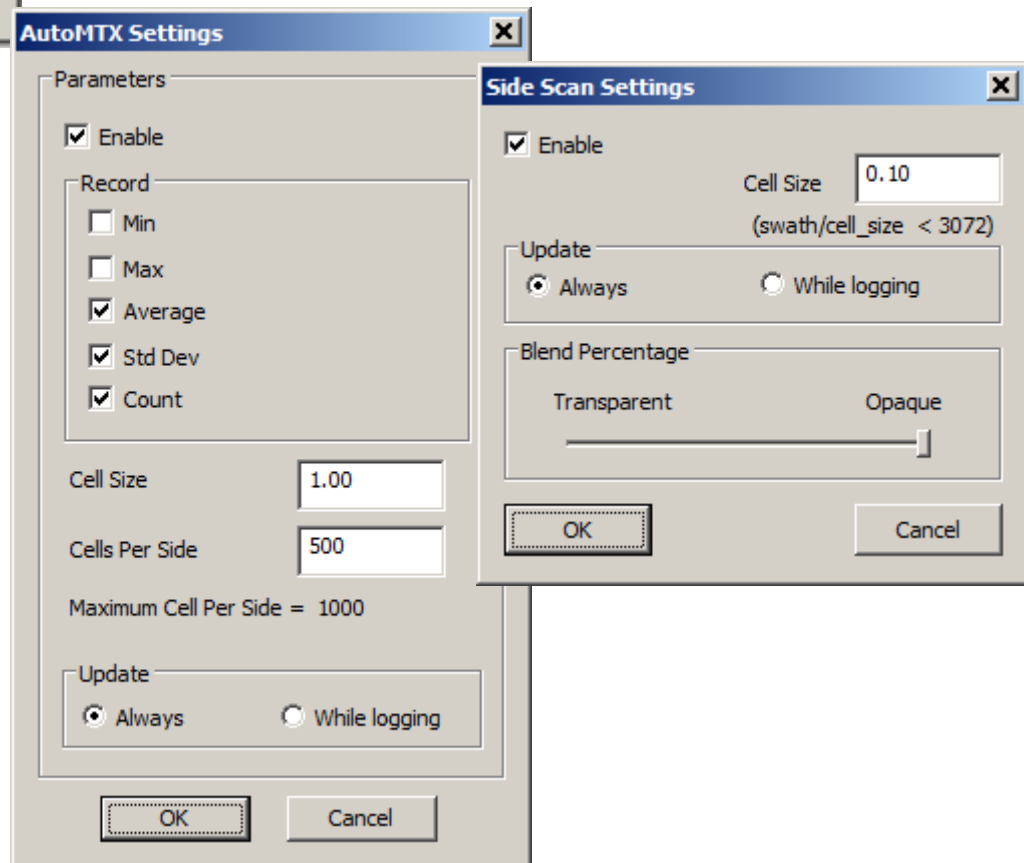 AutoMTX Settings
Parameters
Enable
Record
Min
Max
Average
Std Dev
Count
Cell Size 1.00
Cells Per Side 500
Maximum Cell Per Side = 1000
Update
Always While logging
OK Cancel
Side Scan Settings
Enable
Cell Size 0.10
(swath/cell_size < 3072)
Update
Always While logging
Blend Percentage
Transparent Opaque
OK Cancel